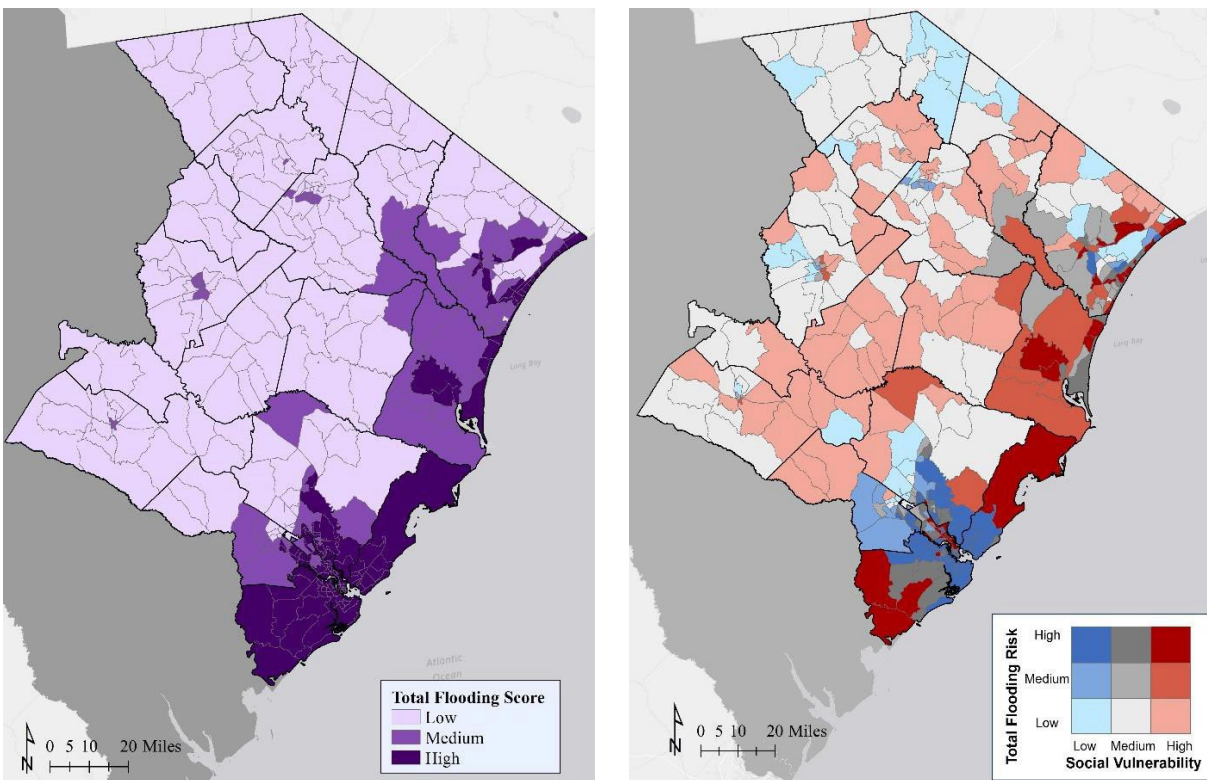 Long Bay
Atlantic
Ocean
N
0 5 10 20 Miles
Total Flooding Score
Low
Medium
High
Long Bay
N
0 5 10 20 Miles
Total Flooding Risk
High
Medium
Low
Low Medium High
Social Vulnerability